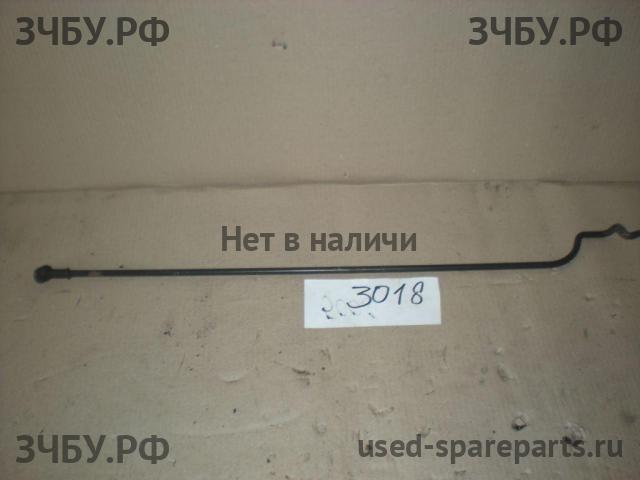 ЗЧБУ.РФ ЗЧБУ.РФ
Нет в наличи
3018
ЗЧБУ.РФ used-spareparts.ru